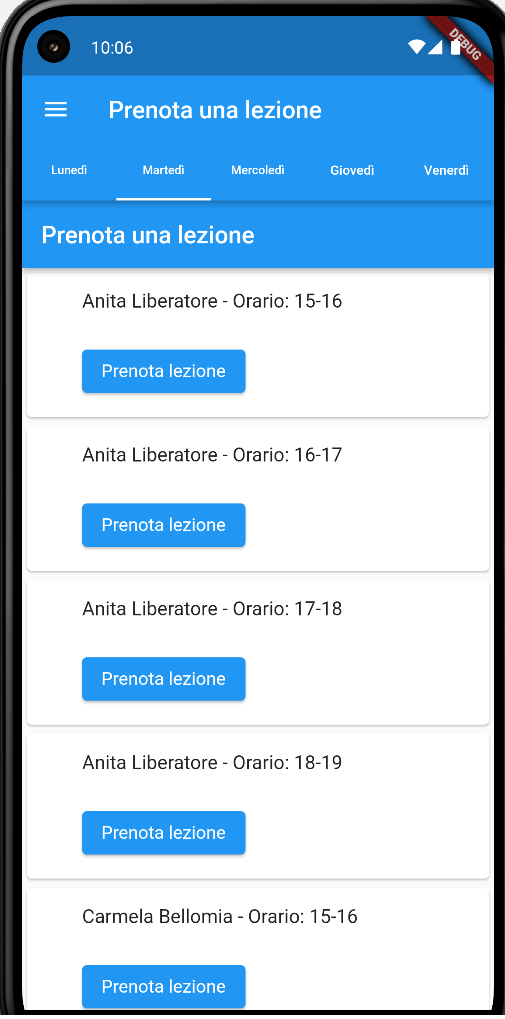 10:06
DEBUG
Prenota una lezione
Lunedì Martedì Mercoledì Giovedì Venerdì
Prenota una lezione
Anita Liberatore - Orario: 15-16
Prenota lezione
Anita Liberatore - Orario: 16-17
Prenota lezione
Anita Liberatore - Orario: 17-18
Prenota lezione
Anita Liberatore - Orario: 18-19
Prenota lezione
Carmela Bellomia - Orario: 15-16
Prenota lezione